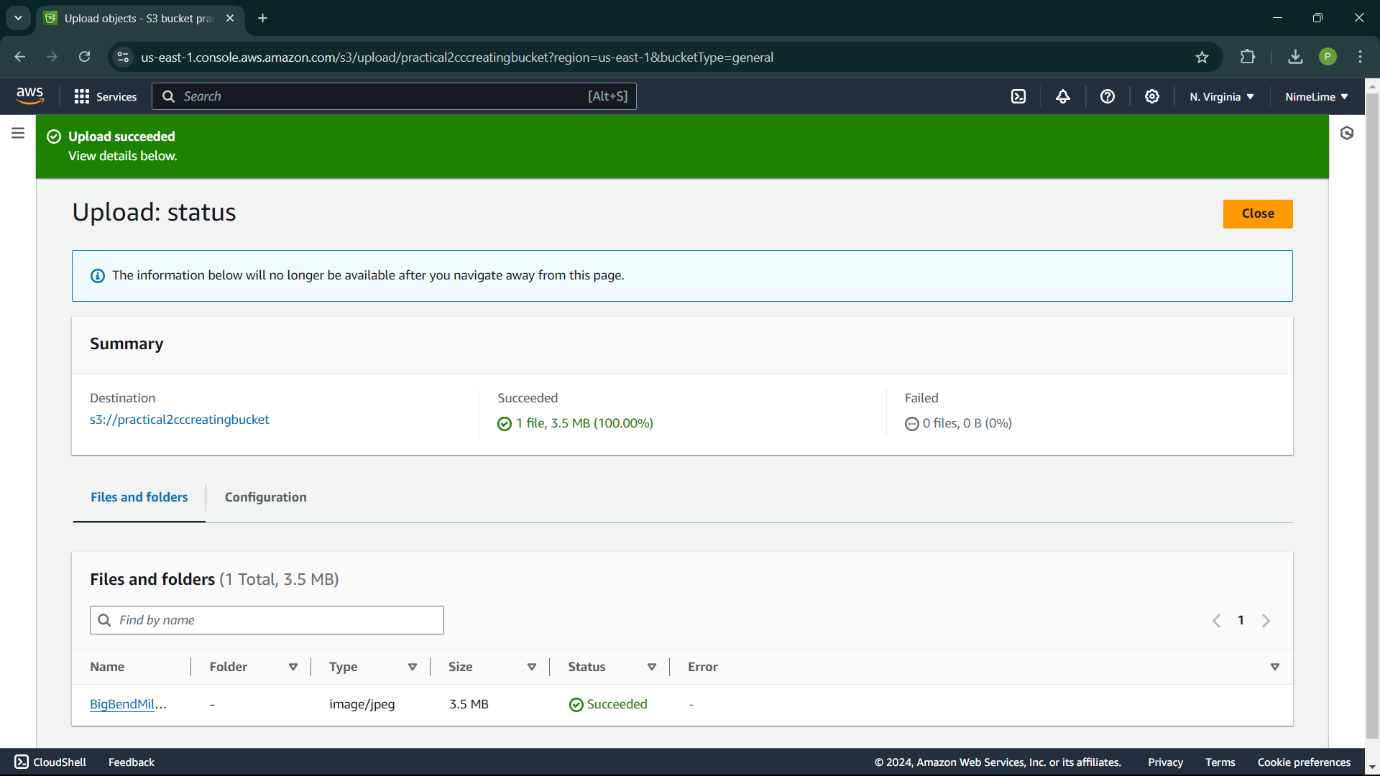 Upload objects - S3 bucket pra
us-east-1.console.aws.amazon.com/s3/upload/practical2cccreatingbucket?region=us-east-1&bucketType=general
P
aws Services Search [Alt+S] N. Virginia NimeLime
Upload succeeded
View details below.
Upload: status
Close
The information below will no longer be available after you navigate away from this page.
Summary
Destination Succeeded Failed
s3://practical2cccreatingbucket 1 file, 3.5 MB (100.00%) 0 files, 0 B (0%)
Files and folders Configuration
Files and folders (1 Total, 3.5 MB)
Find by name 1
Name Folder Type Size Status Error
BigBendMil... - image/jpeg 3.5 MB Succeeded -
CloudShell Feedback © 2024, Amazon Web Services, Inc. or its affiliates. Privacy Terms Cookie preferences